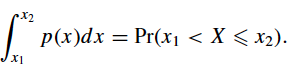 ∫_{x₁}^{x₂} p(x)dx = Pr(x₁ < X ⩽ x₂).